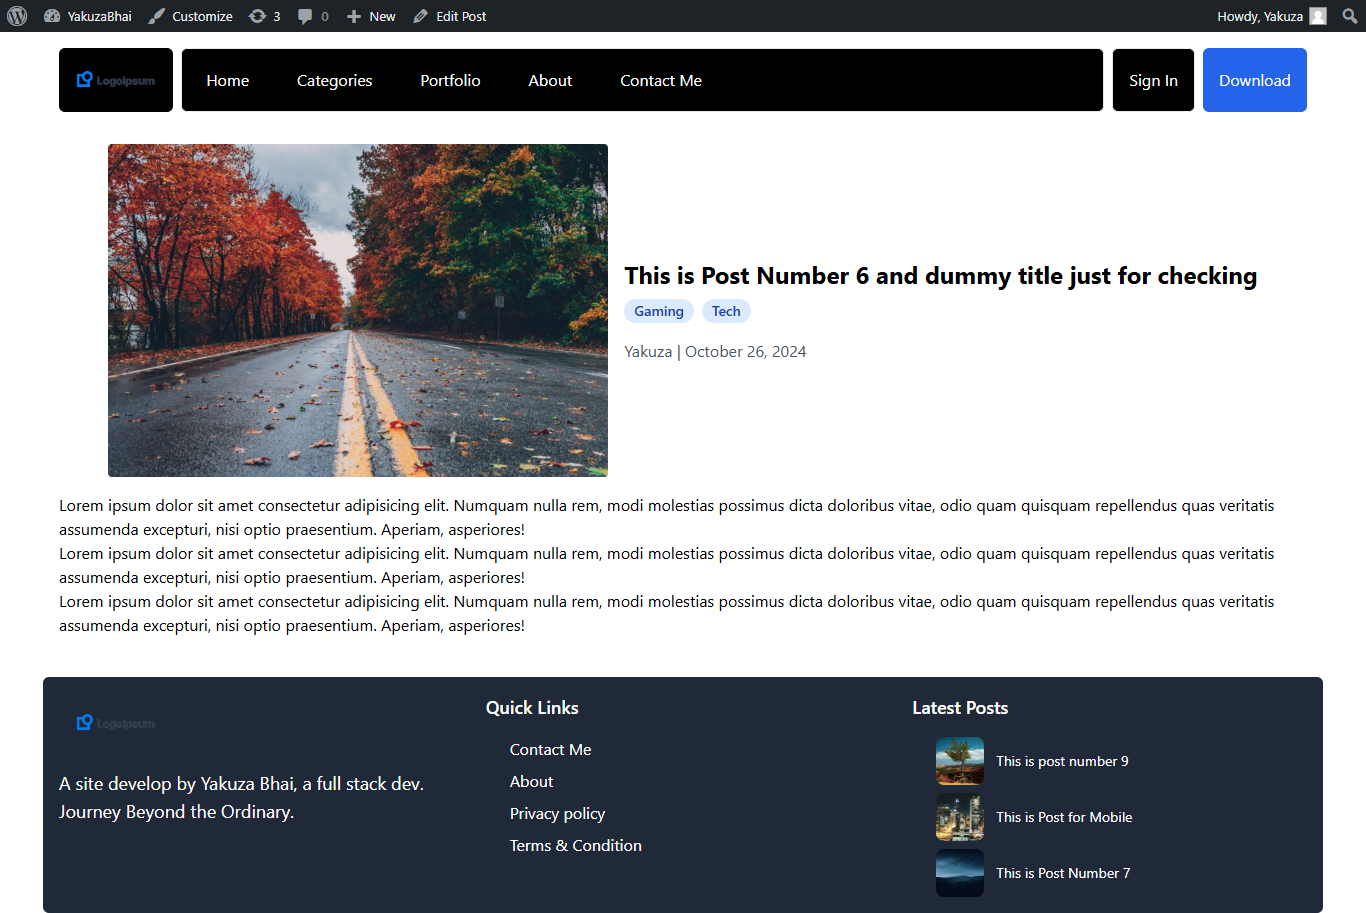 YakuzaBhai Customize 3 0 New Edit Post Howdy, Yakuza
Logoipsum Home Categories Portfolio About Contact Me Sign In Download
This is Post Number 6 and dummy title just for checking
Gaming Tech
Yakuza | October 26, 2024
Lorem ipsum dolor sit amet consectetur adipisicing elit. Numquam nulla rem, modi molestias possimus dicta doloribus vitae, odio quam quisquam repellendus quas veritatis
assumenda excepturi, nisi optio praesentium. Aperiam, asperiores!
Lorem ipsum dolor sit amet consectetur adipisicing elit. Numquam nulla rem, modi molestias possimus dicta doloribus vitae, odio quam quisquam repellendus quas veritatis
assumenda excepturi, nisi optio praesentium. Aperiam, asperiores!
Lorem ipsum dolor sit amet consectetur adipisicing elit. Numquam nulla rem, modi molestias possimus dicta doloribus vitae, odio quam quisquam repellendus quas veritatis
assumenda excepturi, nisi optio praesentium. Aperiam, asperiores!
Logoipsum
A site develop by Yakuza Bhai, a full stack dev.
Journey Beyond the Ordinary.
Quick Links
Contact Me
About
Privacy policy
Terms & Condition
Latest Posts
This is post number 9
This is Post for Mobile
This is Post Number 7